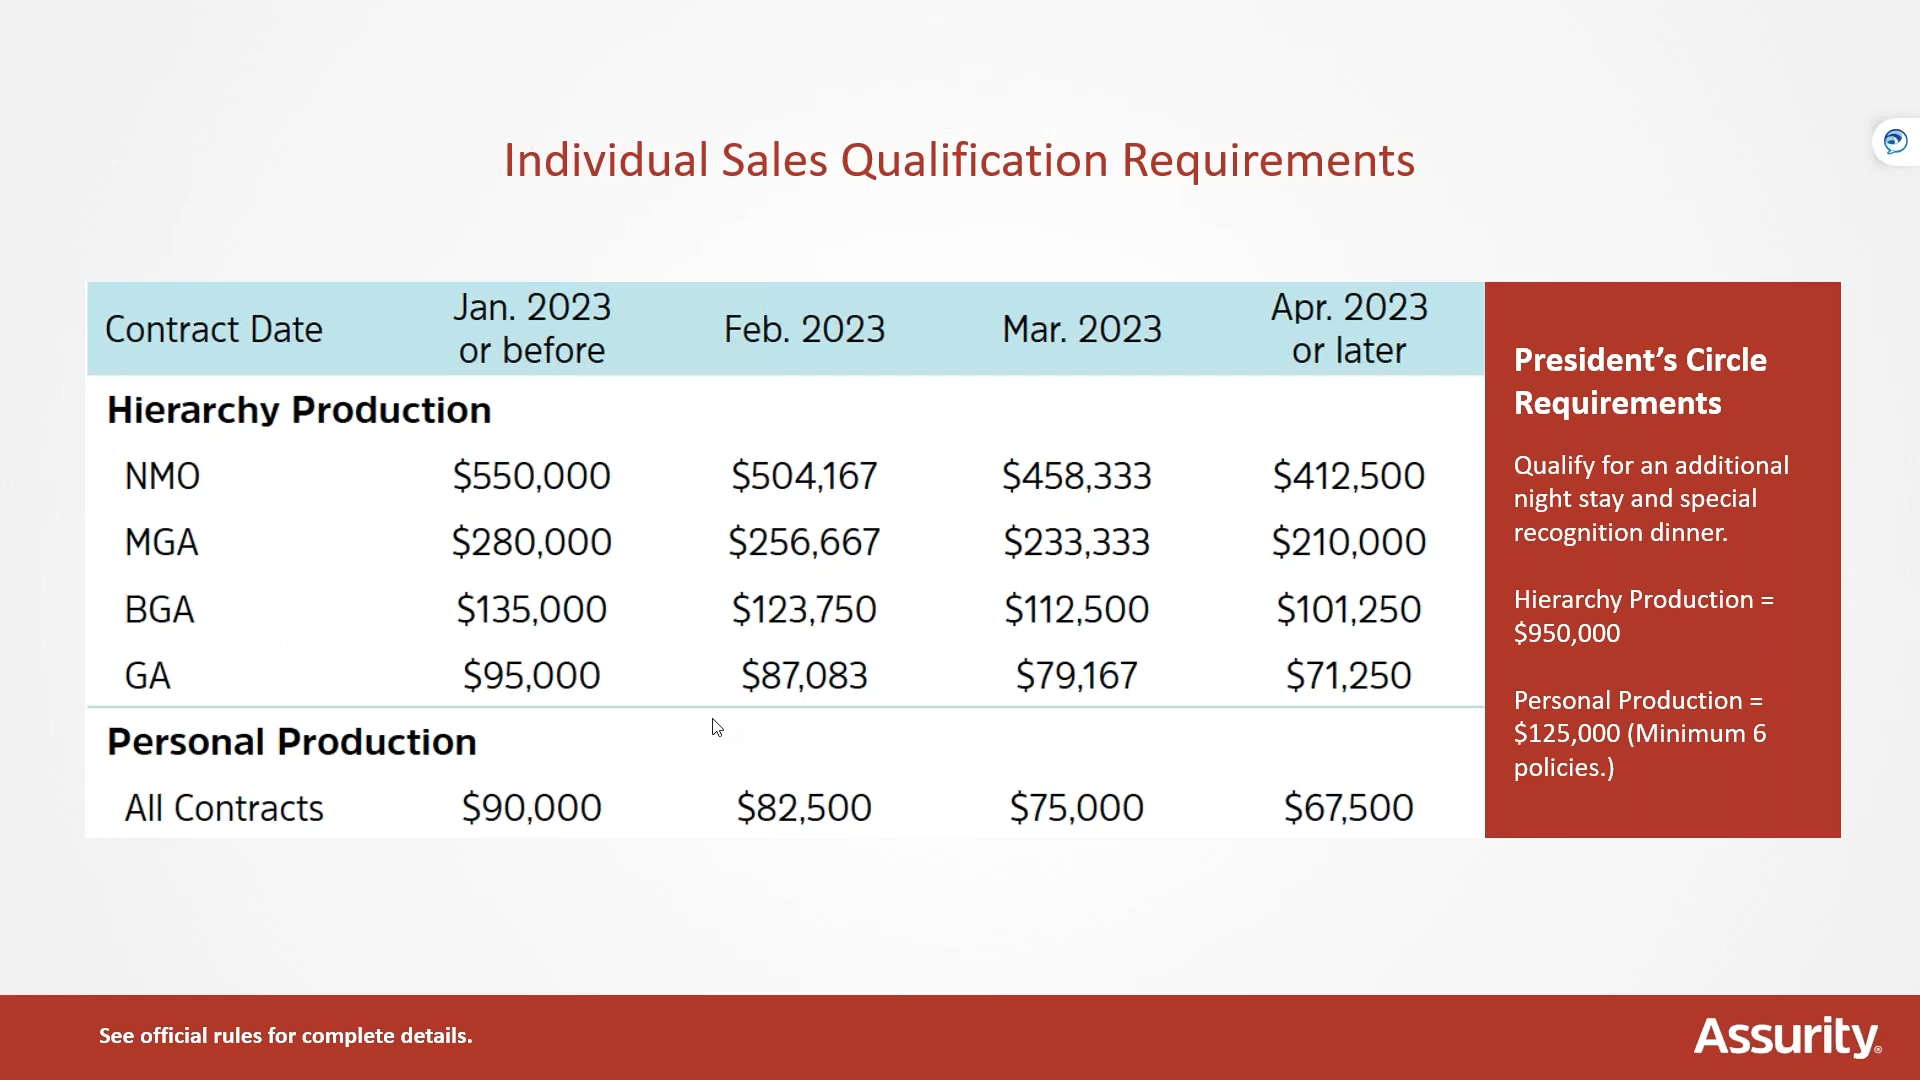 Individual Sales Qualification Requirements
Contract Date
Jan. 2023
or before
Feb. 2023
Mar. 2023
Apr. 2023
or later
Hierarchy Production
NMO $550,000 $504,167 $458,333 $412,500
MGA $280,000 $256,667 $233,333 $210,000
BGA $135,000 $123,750 $112,500 $101,250
GA $95,000 $87,083 $79,167 $71,250
Personal Production
All Contracts $90,000 $82,500 $75,000 $67,500
President’s Circle
Requirements
Qualify for an additional
night stay and special
recognition dinner.
Hierarchy Production =
$950,000
Personal Production =
$125,000 (Minimum 6
policies.)
See official rules for complete details.
Assurity®